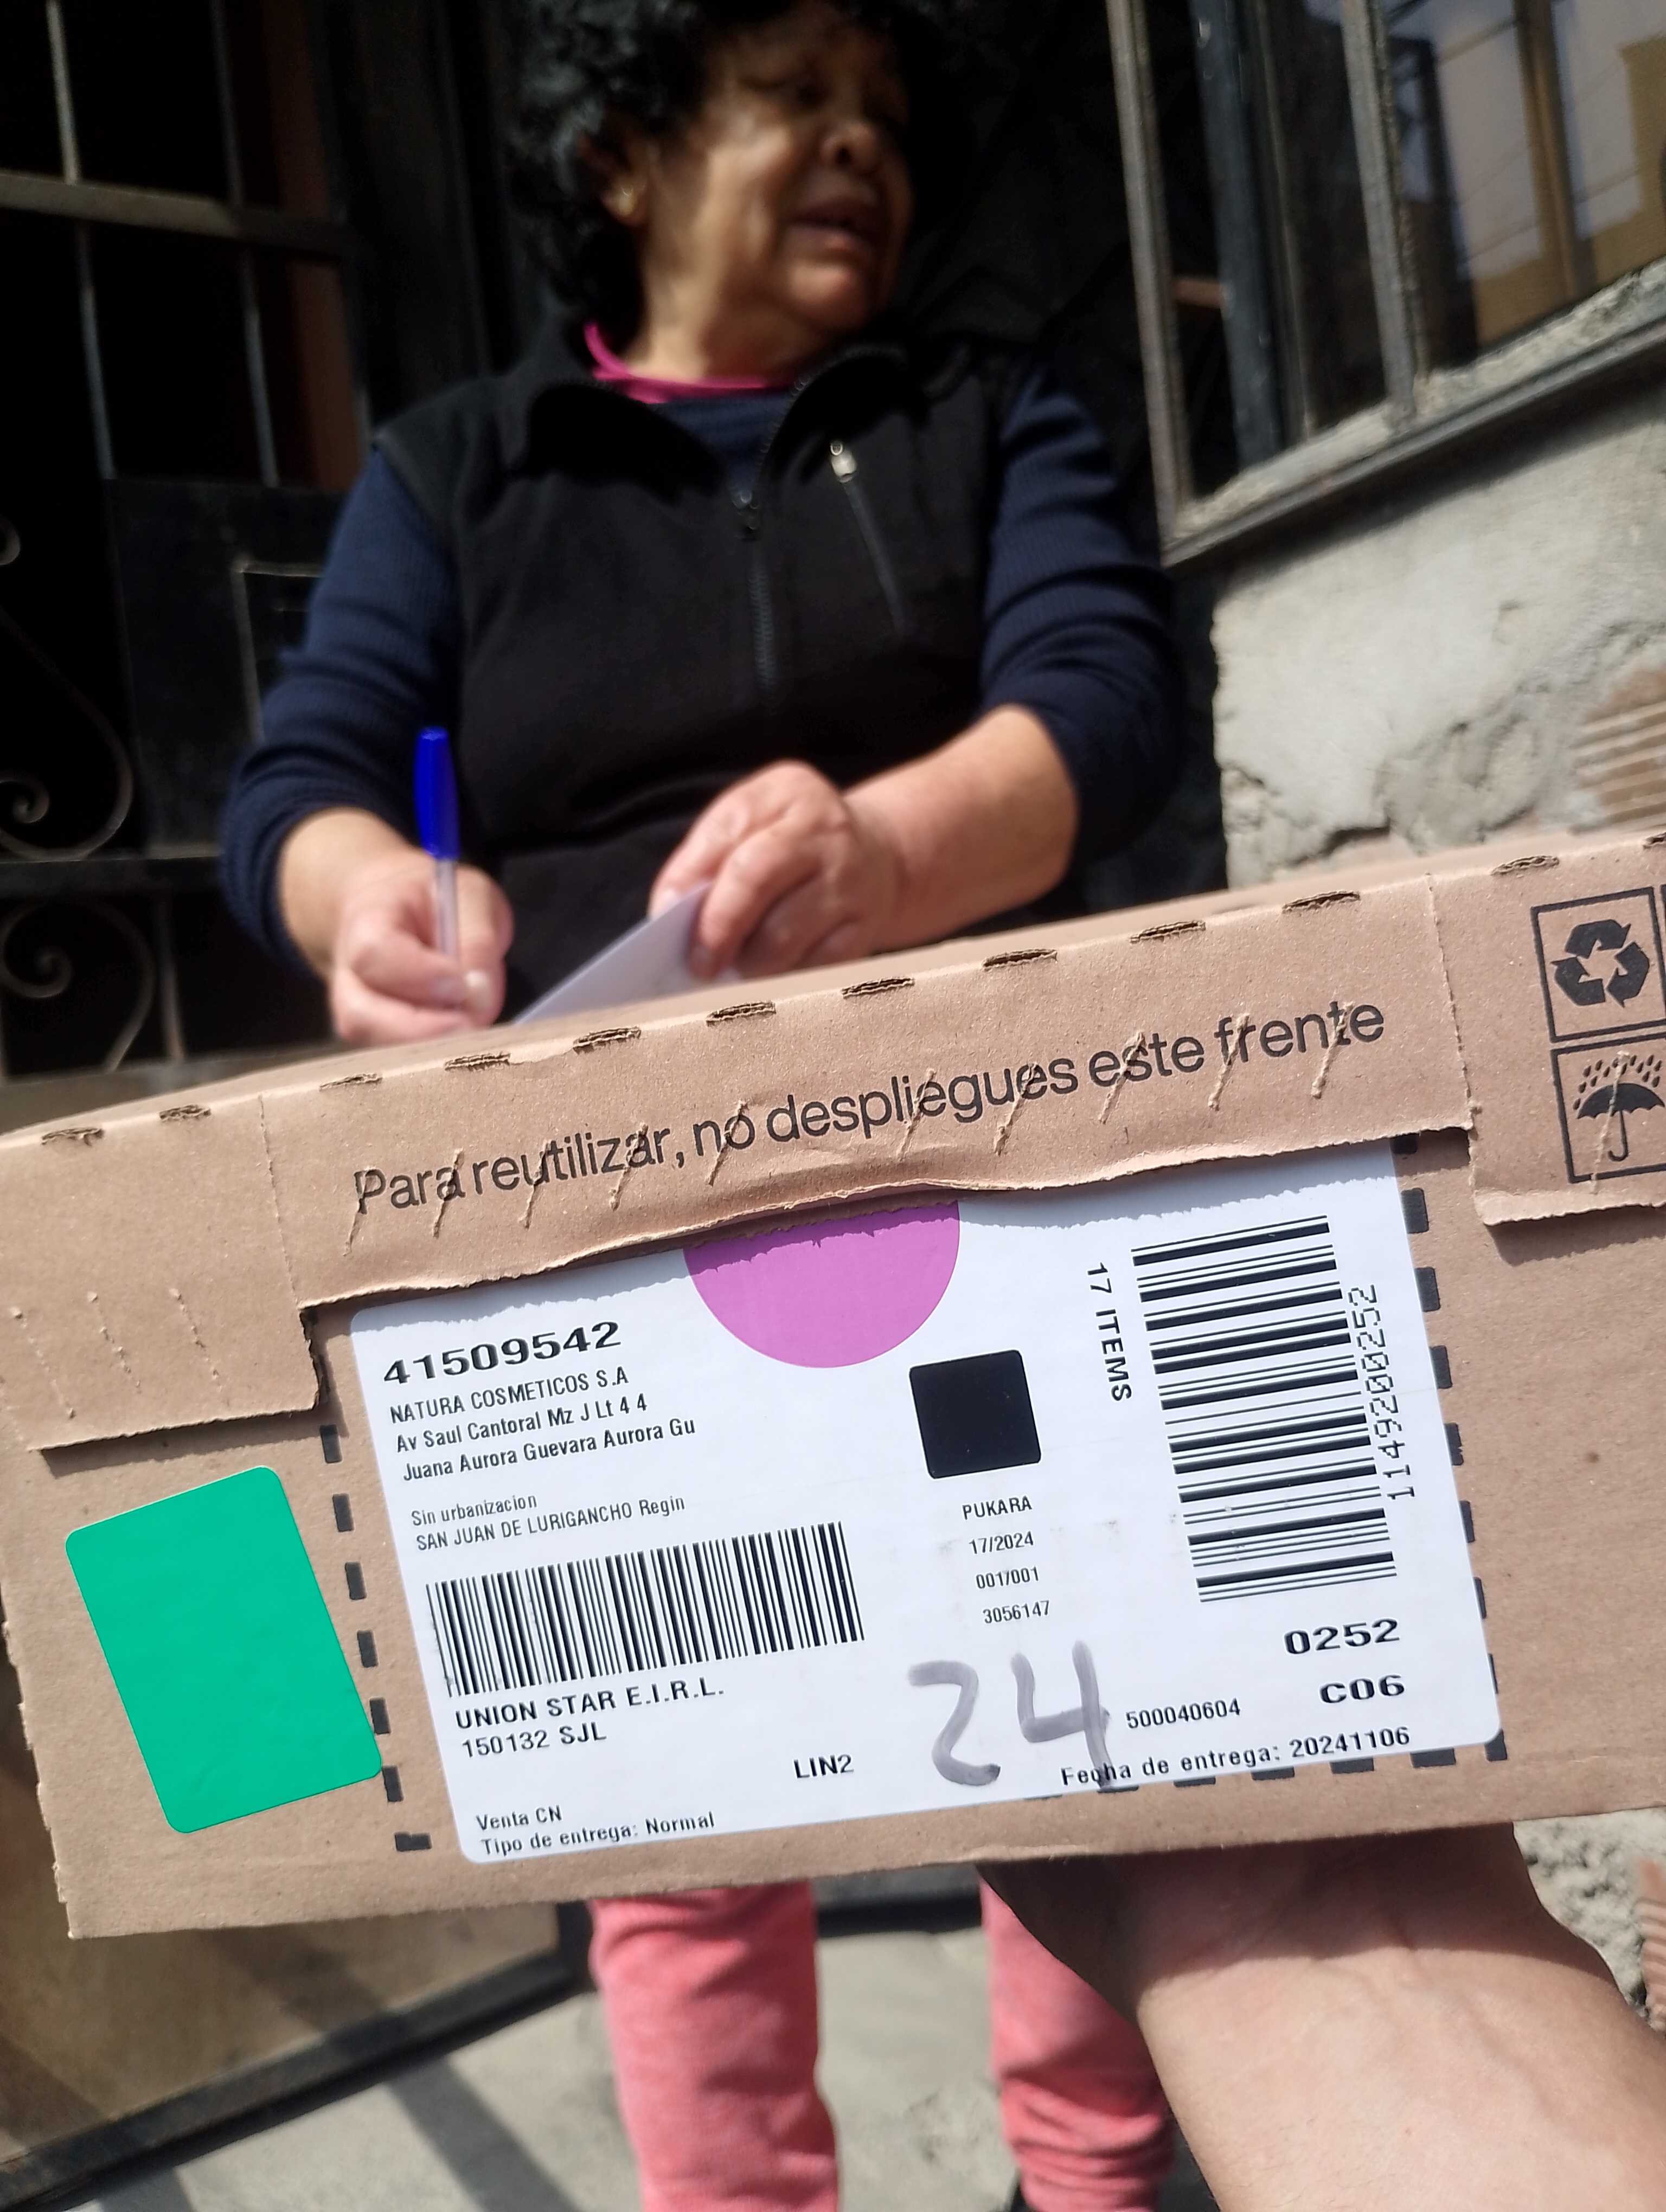 Para reutilizar, no despliegues este frente
41509542
NATURA COSMETICOS S.A
Av Saul Cantoral Mz J Lt 4 4
Juana Aurora Guevara Aurora Gu
Sin urbanizacion
SAN JUAN DE LURIGANCHO Regin
UNION STAR E.I.R.L.
150132 SJL
LIN2
Venta CN
Tipo de entrega: Normal
PUKARA
17/2024
001/001
3056147
24
17 ITEMS
1149200252
0252
C06
500040604
Fecha de entrega: 20241106